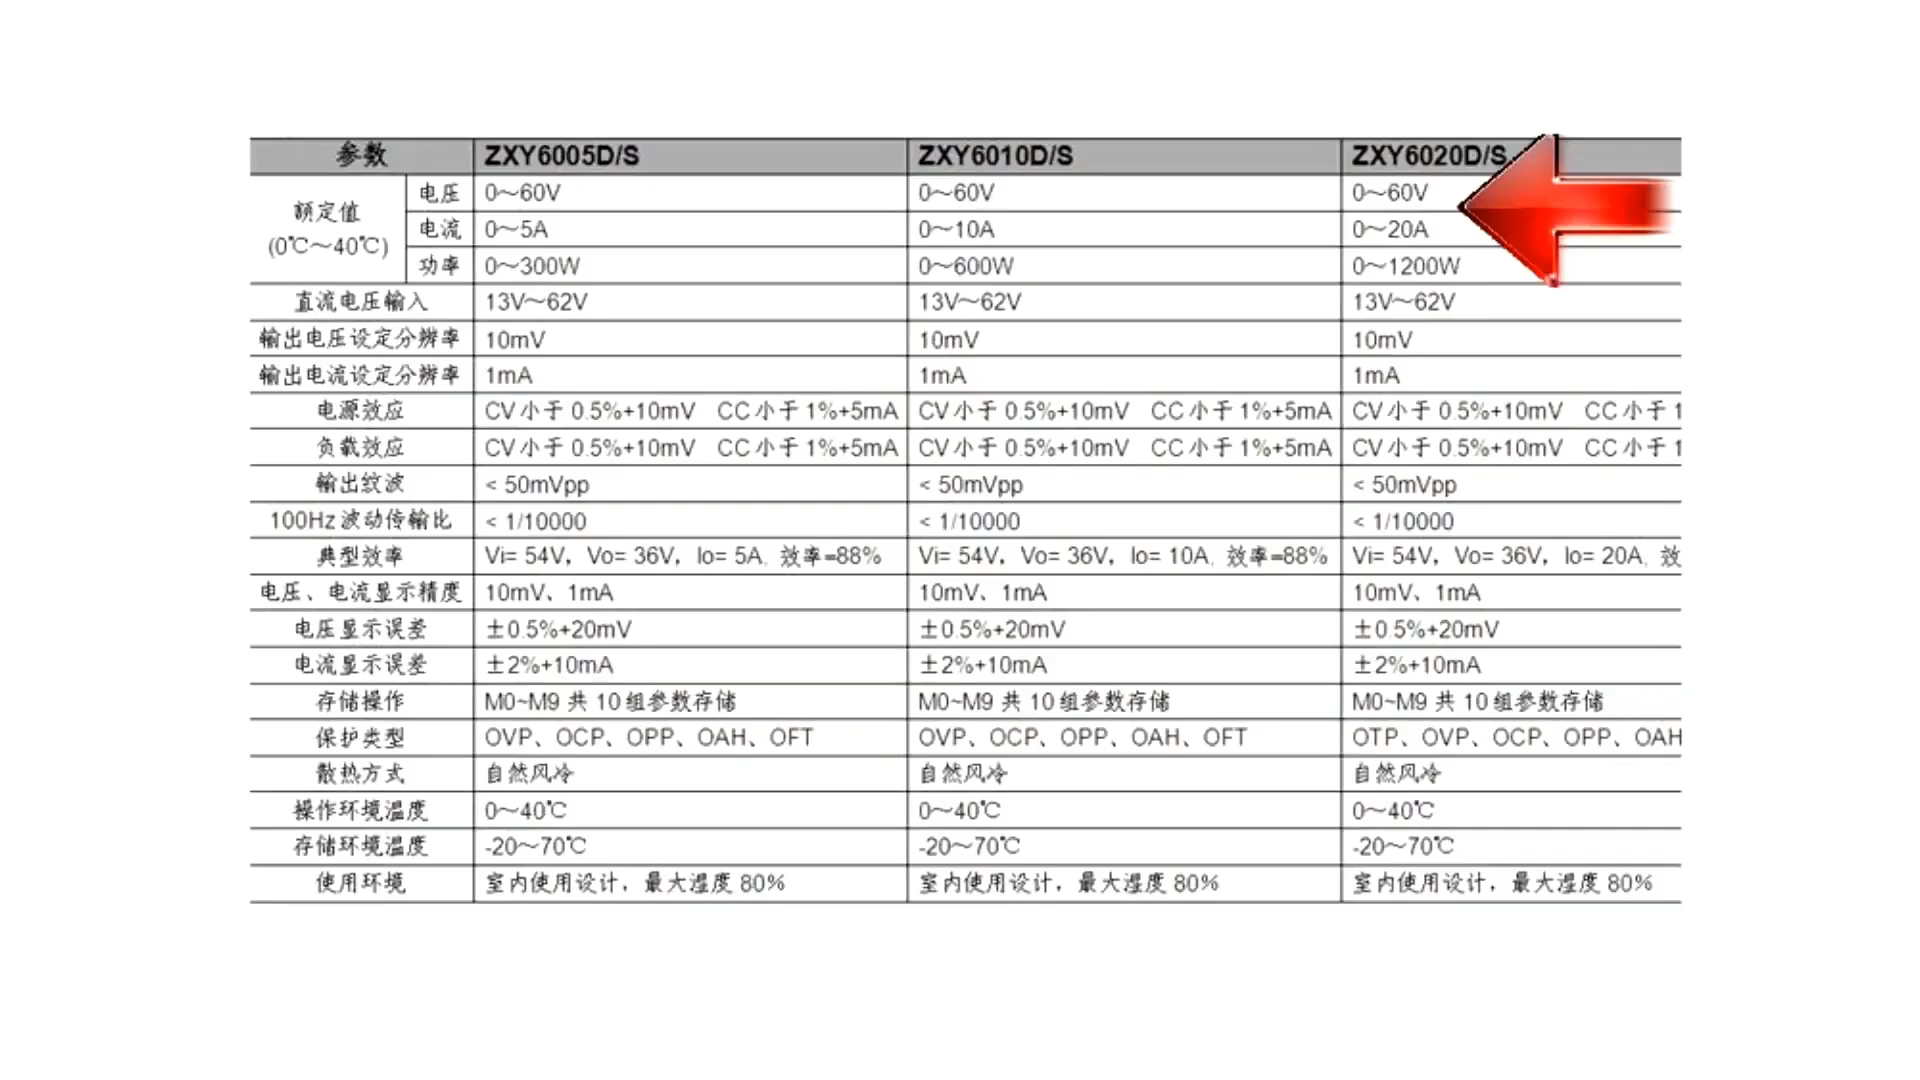 参数 ZXY6005D/S ZXY6010D/S ZXY6020D/S
额定值 (0℃～40℃) 电压 0～60V 0～60V 0～60V
电流 0～5A 0～10A 0～20A
功率 0～300W 0～600W 0～1200W
直流电压输入 13V～62V 13V～62V 13V～62V
输出电压设定分辨率 10mV 10mV 10mV
输出电流设定分辨率 1mA 1mA 1mA
电源效应 CV小于0.5%+10mV CC小于1%+5mA CV小于0.5%+10mV CC小于1%+5mA CV小于0.5%+10mV CC小于1
负载效应 CV小于0.5%+10mV CC小于1%+5mA CV小于0.5%+10mV CC小于1%+5mA CV小于0.5%+10mV CC小于1
输出纹波 < 50mVpp < 50mVpp < 50mVpp
100Hz波动传输比 < 1/10000 < 1/10000 < 1/10000
典型效率 Vi= 54V，Vo= 36V，Io= 5A，效率=88% Vi= 54V，Vo= 36V，Io= 10A，效率=88% Vi= 54V，Vo= 36V，Io= 20A，效
电压、电流显示精度 10mV、1mA 10mV、1mA 10mV、1mA
电压显示误差 ±0.5%+20mV ±0.5%+20mV ±0.5%+20mV
电流显示误差 ±2%+10mA ±2%+10mA ±2%+10mA
存储操作 M0~M9 共 10组参数存储 M0~M9 共 10组参数存储 M0~M9 共 10组参数存储
保护类型 OVP、OCP、OPP、OAH、OFT OVP、OCP、OPP、OAH、OFT OTP、OVP、OCP、OPP、OAH
散热方式 自然风冷 自然风冷 自然风冷
操作环境温度 0～40℃ 0～40℃ 0～40℃
存储环境温度 -20～70℃ -20～70℃ -20～70℃
使用环境 室内使用设计，最大湿度 80% 室内使用设计，最大湿度 80% 室内使用设计，最大湿度 80%